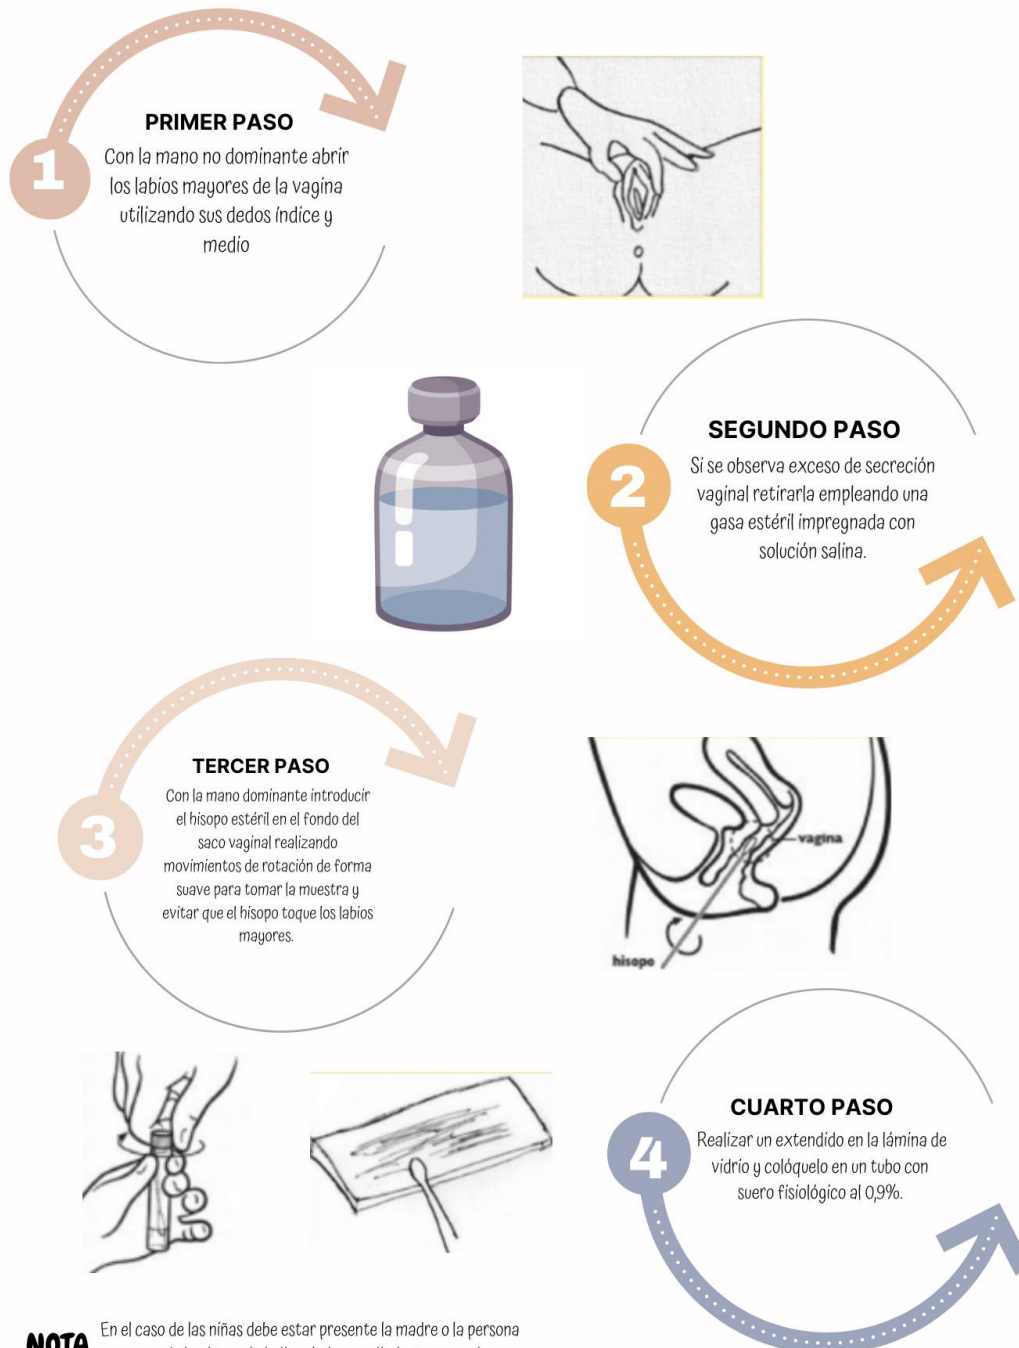 1
PRIMER PASO
Con la mano no dominante abrir
los labios mayores de la vagina
utilizando sus dedos índice y
medio
2
SEGUNDO PASO
Si se observa exceso de secreción
vaginal retirarla empleando una
gasa estéril impregnada con
solución salina.
3
TERCER PASO
Con la mano dominante introducir
el hisopo estéril en el fondo del
saco vaginal realizando
movimientos de rotación de forma
suave para tomar la muestra y
evitar que el hisopo toque los labios
mayores.
vagina
hisopo
4
CUARTO PASO
Realizar un extendido en la lámina de
vidrio y colóquelo en un tubo con
suero fisiológico al 0,9%.
NOTA
En el caso de las niñas debe estar presente la madre o la persona